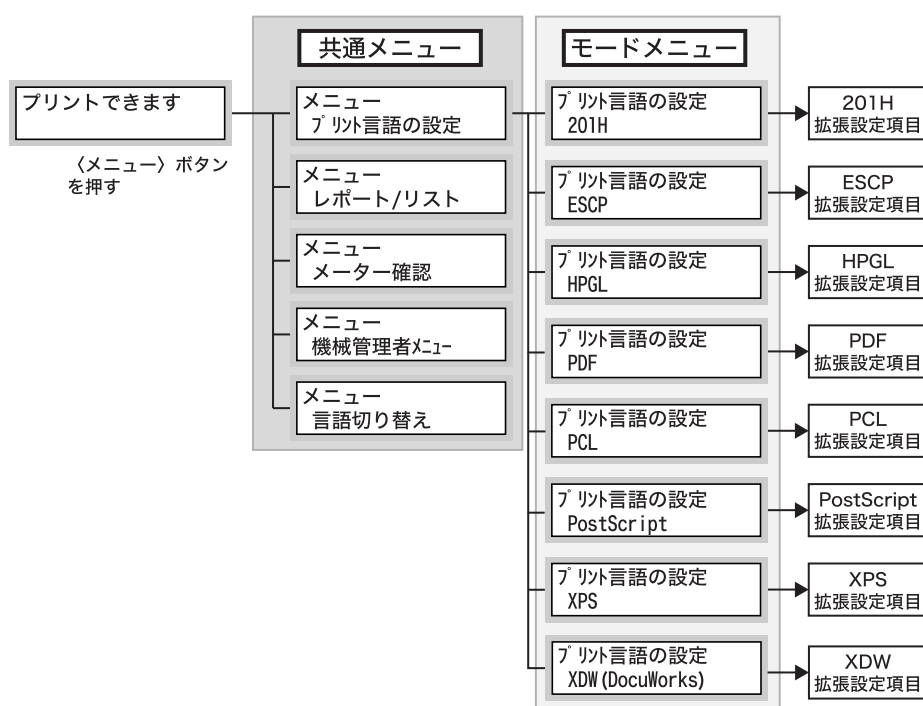 共通メニュー
モードメニュー
プリントできます
〈メニュー〉ボタン
を押す
メニュー
ﾌﾟﾘﾝﾄ言語の設定
メニュー
レポート/リスト
メニュー
メーター確認
メニュー
機械管理者ﾒﾆｭｰ
メニュー
言語切り替え
ﾌﾟﾘﾝﾄ言語の設定
201H
201H
拡張設定項目
ﾌﾟﾘﾝﾄ言語の設定
ESCP
ESCP
拡張設定項目
ﾌﾟﾘﾝﾄ言語の設定
HPGL
HPGL
拡張設定項目
ﾌﾟﾘﾝﾄ言語の設定
PDF
PDF
拡張設定項目
ﾌﾟﾘﾝﾄ言語の設定
PCL
PCL
拡張設定項目
ﾌﾟﾘﾝﾄ言語の設定
PostScript
PostScript
拡張設定項目
ﾌﾟﾘﾝﾄ言語の設定
XPS
XPS
拡張設定項目
ﾌﾟﾘﾝﾄ言語の設定
XDW(DocuWorks)
XDW
拡張設定項目